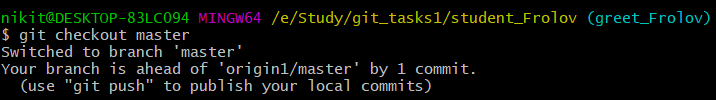 nikit@DESKTOP-83LCO94 MINGW64 /e/Study/git_tasks1/student_Frolov (greet_Frolov)
$ git checkout master
Switched to branch 'master'
Your branch is ahead of 'origin1/master' by 1 commit.
  (use "git push" to publish your local commits)